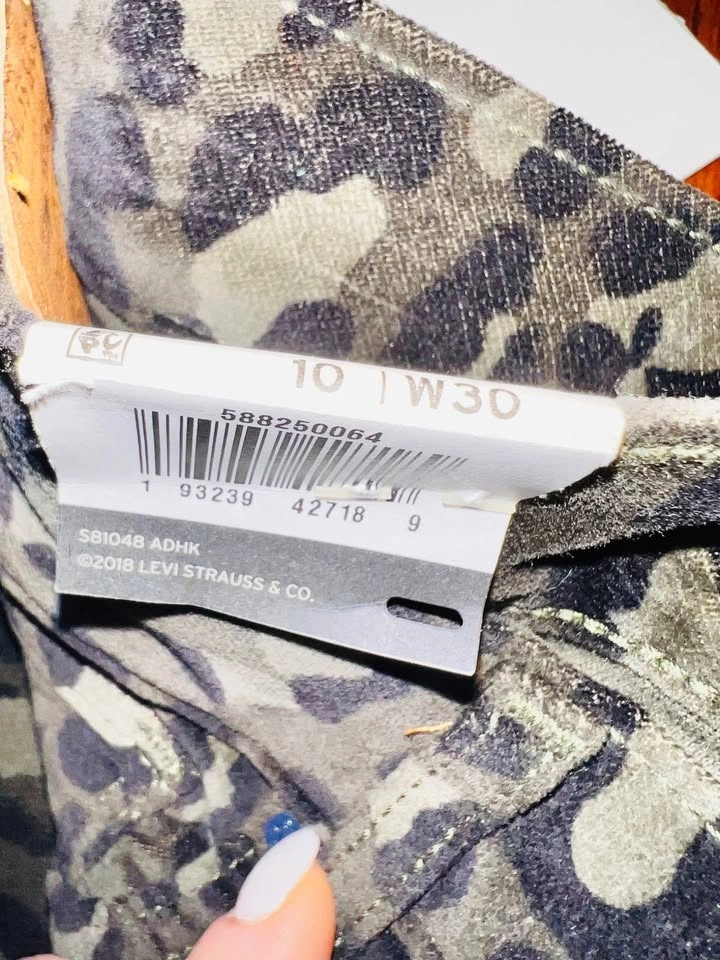 10 | W30
588250064
1 93239 42718 9
S81048 ADHK
©2018 LEVI STRAUSS & CO.